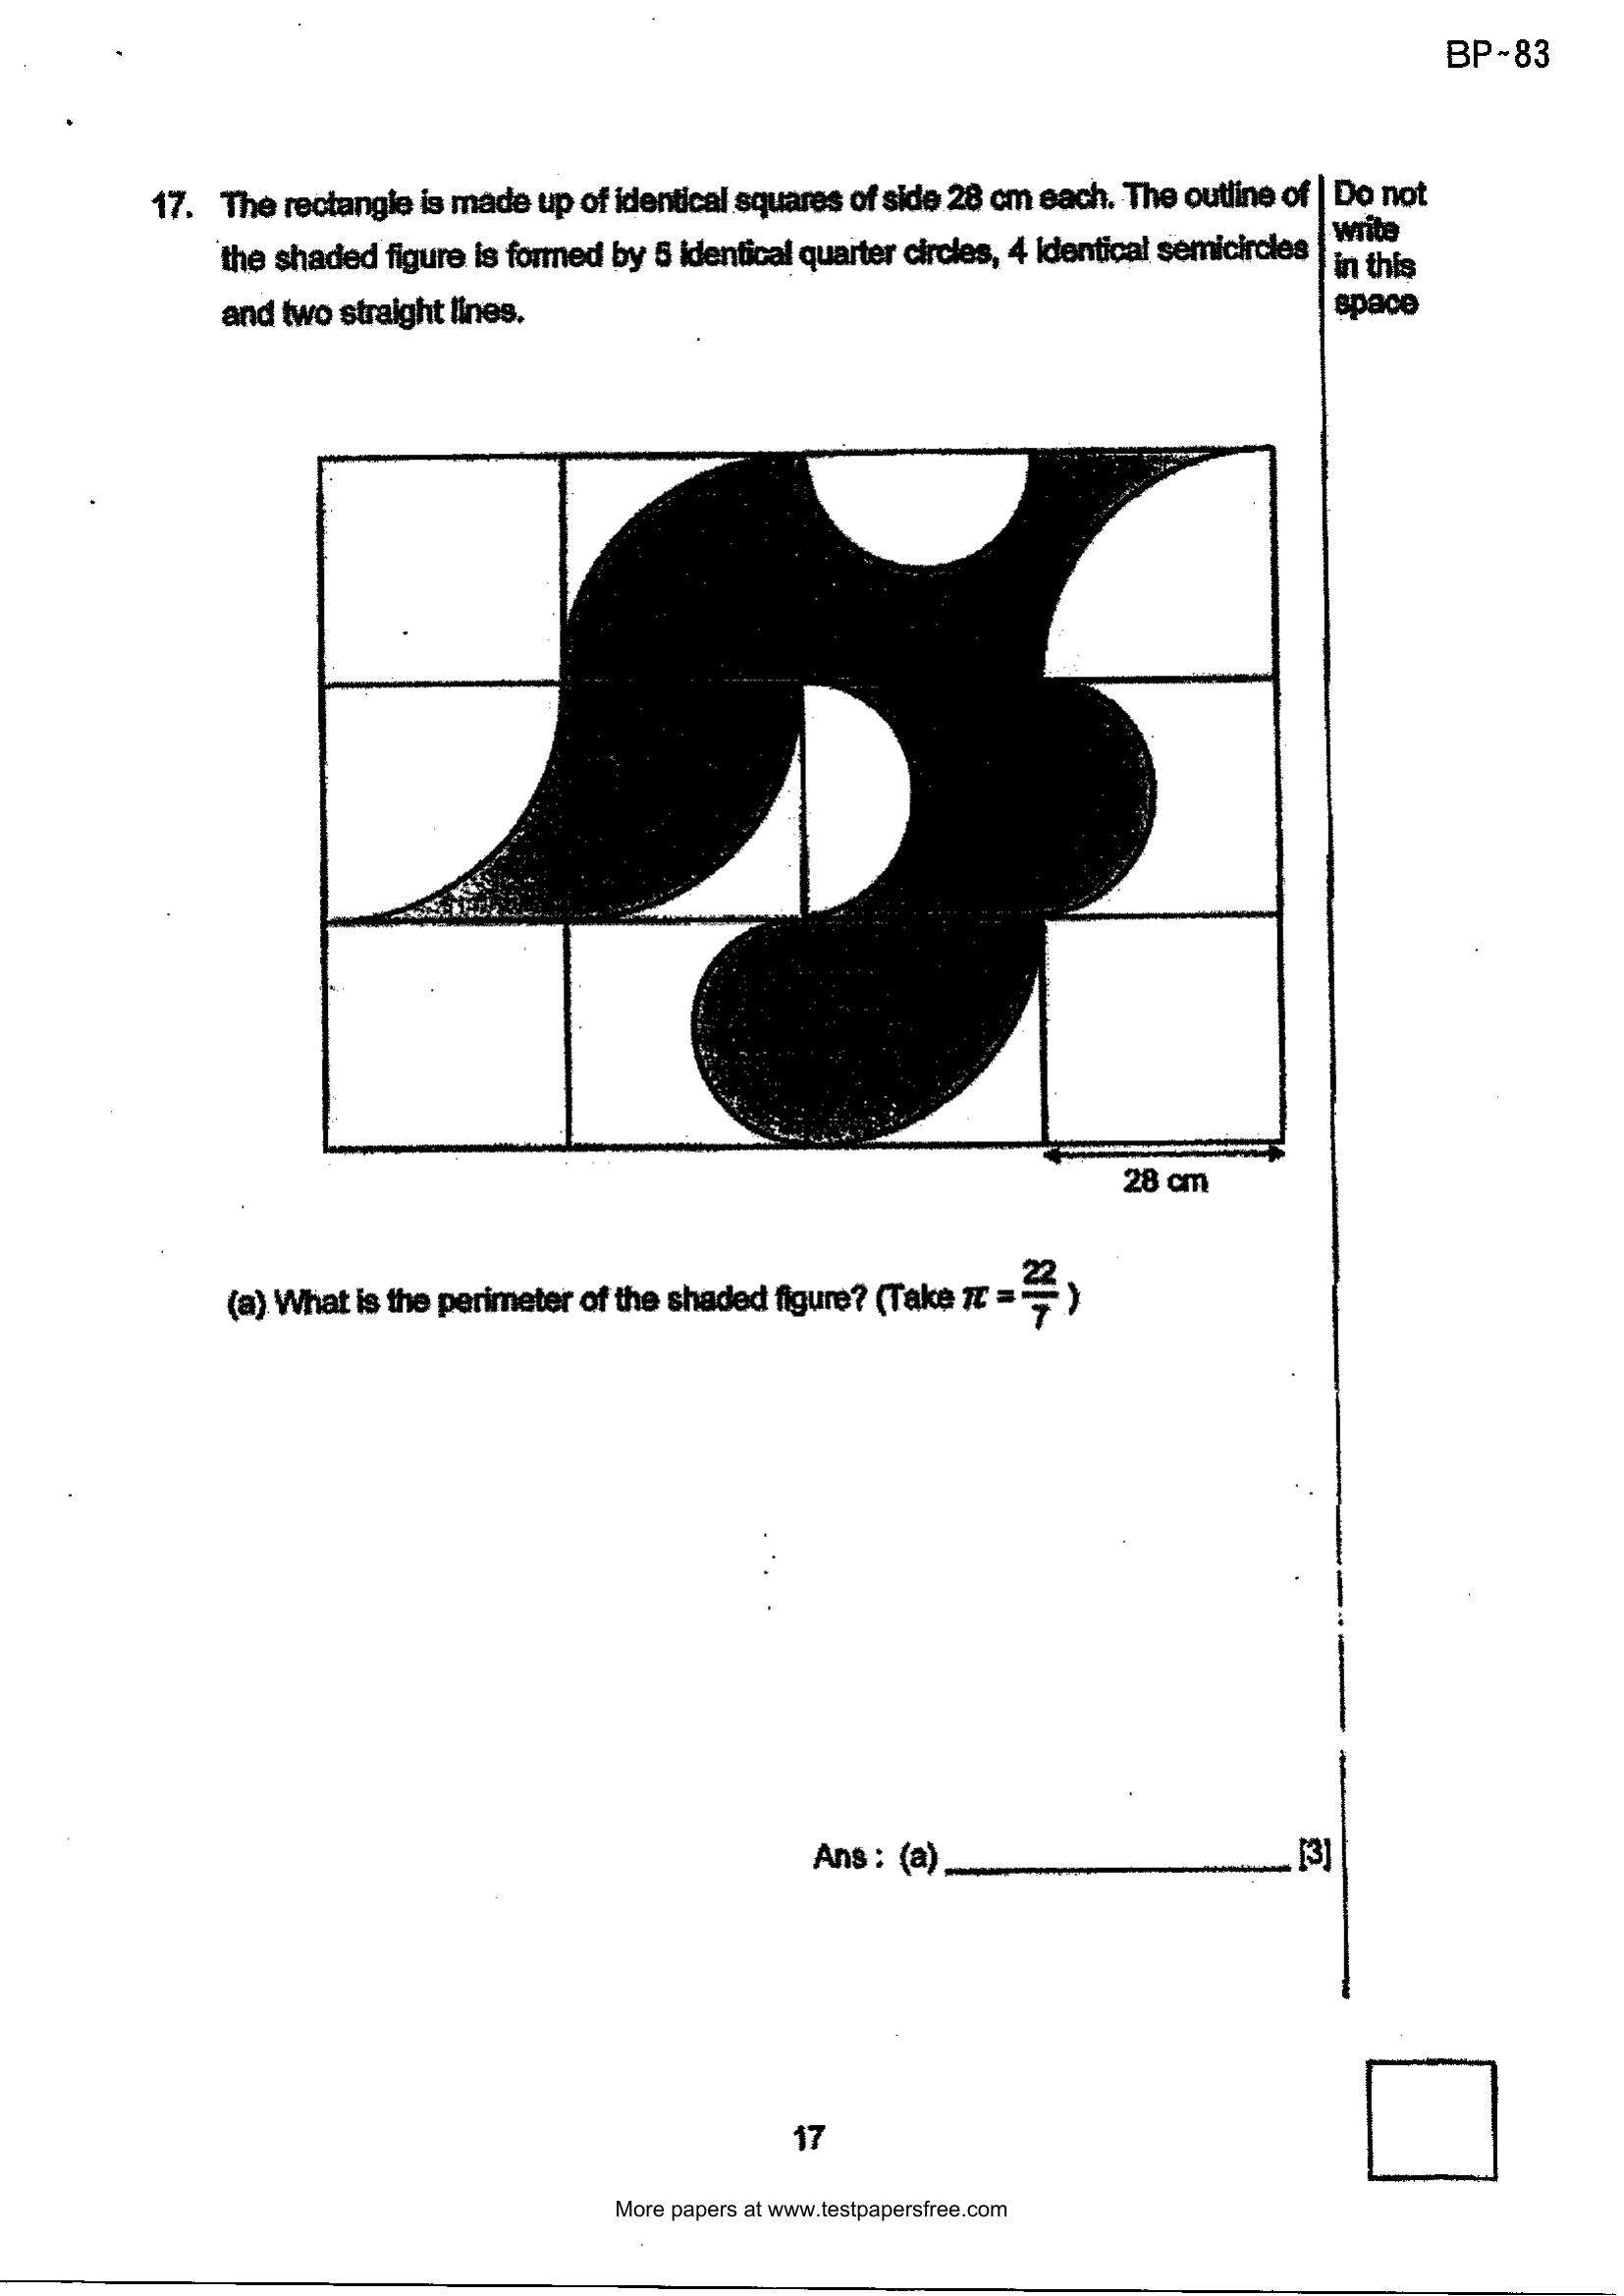 BP~83
17. The rectangle is made up of identical squares of side 28 cm each. The outline of
the shaded figure is formed by 5 identical quarter circles, 4 identical semicircles
and two straight lines.
Do not
write
in this
space
28 cm
(a) What is the perimeter of the shaded figure? (Take π = 22/7 )
Ans : (a) ____________________ [3]
17
More papers at www.testpapersfree.com